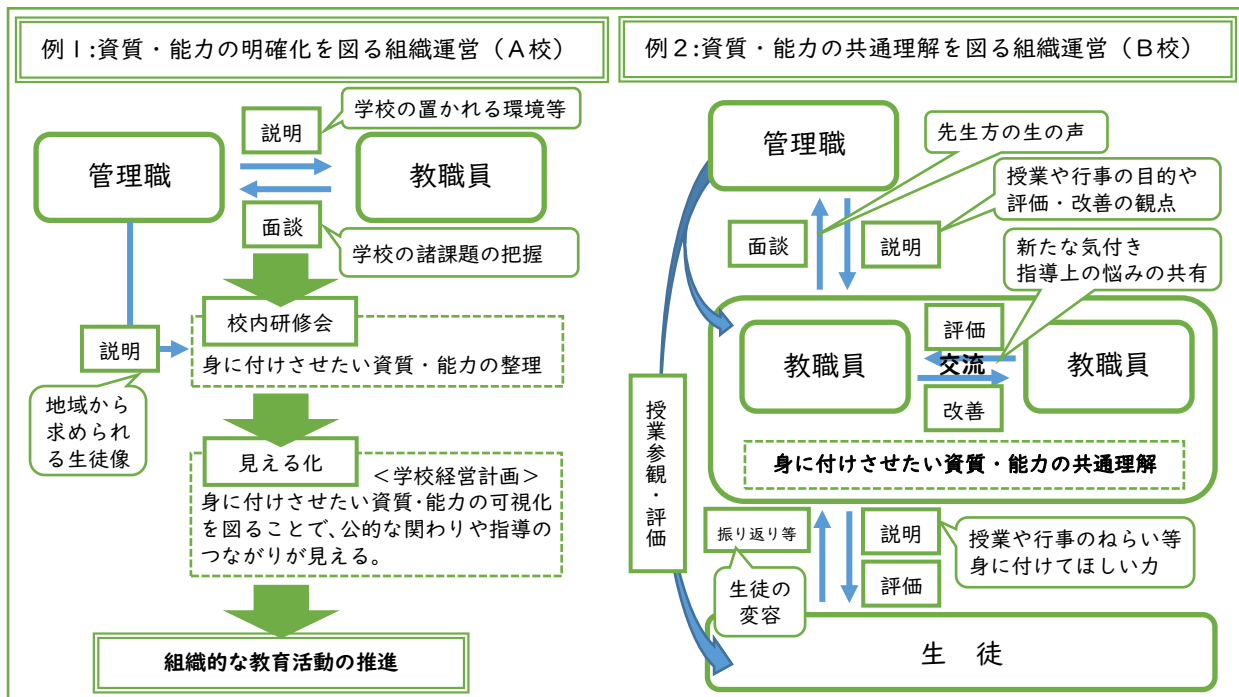 例１:資質・能力の明確化を図る組織運営（Ａ校）
説明
学校の置かれる環境等
管理職
教職員
面談
学校の諸課題の把握
校内研修会
説明
身に付けさせたい資質・能力の整理
地域から
求められ
る生徒像
見える化
＜学校経営計画＞
身に付けさせたい資質・能力の可視化
を図ることで、公的な関わりや指導の
つながりが見える。
組織的な教育活動の推進
例２:資質・能力の共通理解を図る組織運営（Ｂ校）
管理職
先生方の生の声
授業や行事の目的や
評価・改善の観点
面談
説明
新たな気付き
指導上の悩みの共有
教職員
評価
交流
改善
教職員
授業参観・評価
身に付けさせたい資質・能力の共通理解
振り返り等
説明
評価
授業や行事のねらい等
身に付けてほしい力
生徒の
変容
生　徒